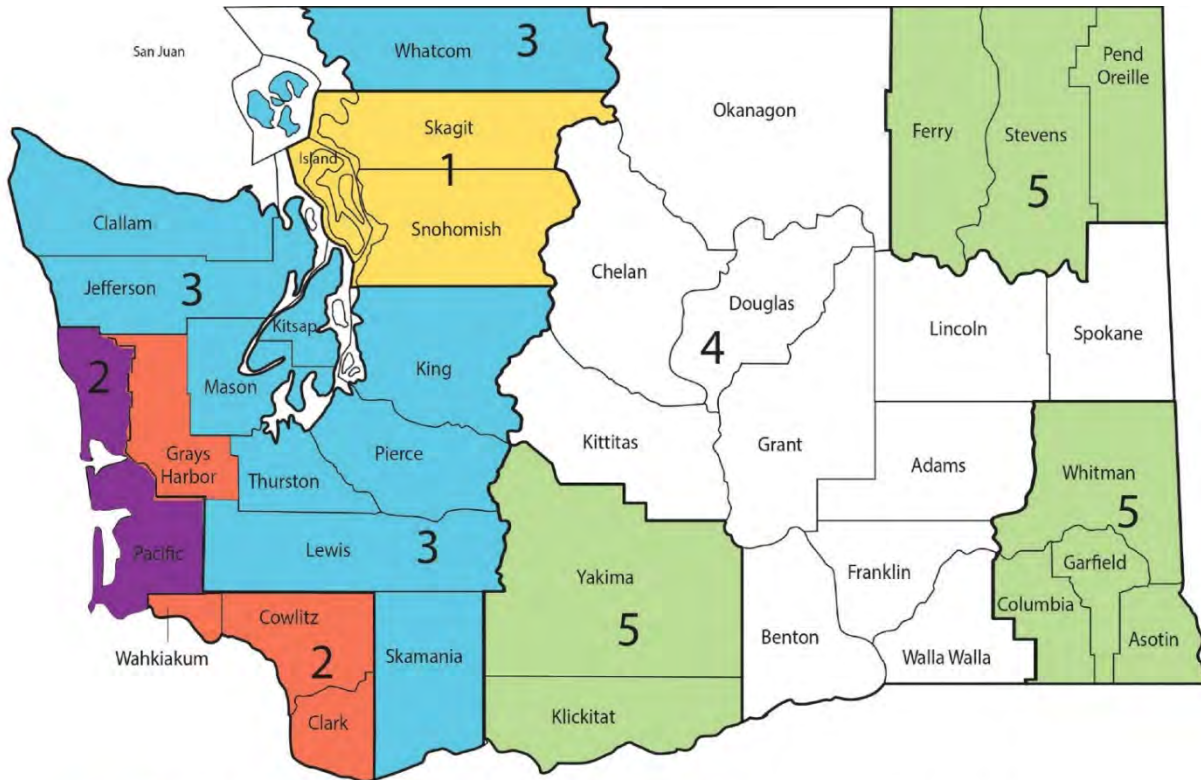 San Juan
Whatcom
3
Okanagon
Pend
Oreille
Ferry
Stevens
5
Skagit
Island
1
Snohomish
Clallam
Jefferson
3
Chelan
Douglas
4
Lincoln
Spokane
Kitsap
2
Mason
King
Grays
Harbor
Thurston
Pierce
Kittitas
Grant
Adams
Whitman
5
Pacific
Lewis
3
Yakima
5
Franklin
Garfield
Columbia
Asotin
Wahkiakum
Cowlitz
2
Clark
Skamania
Klickitat
Benton
Walla Walla